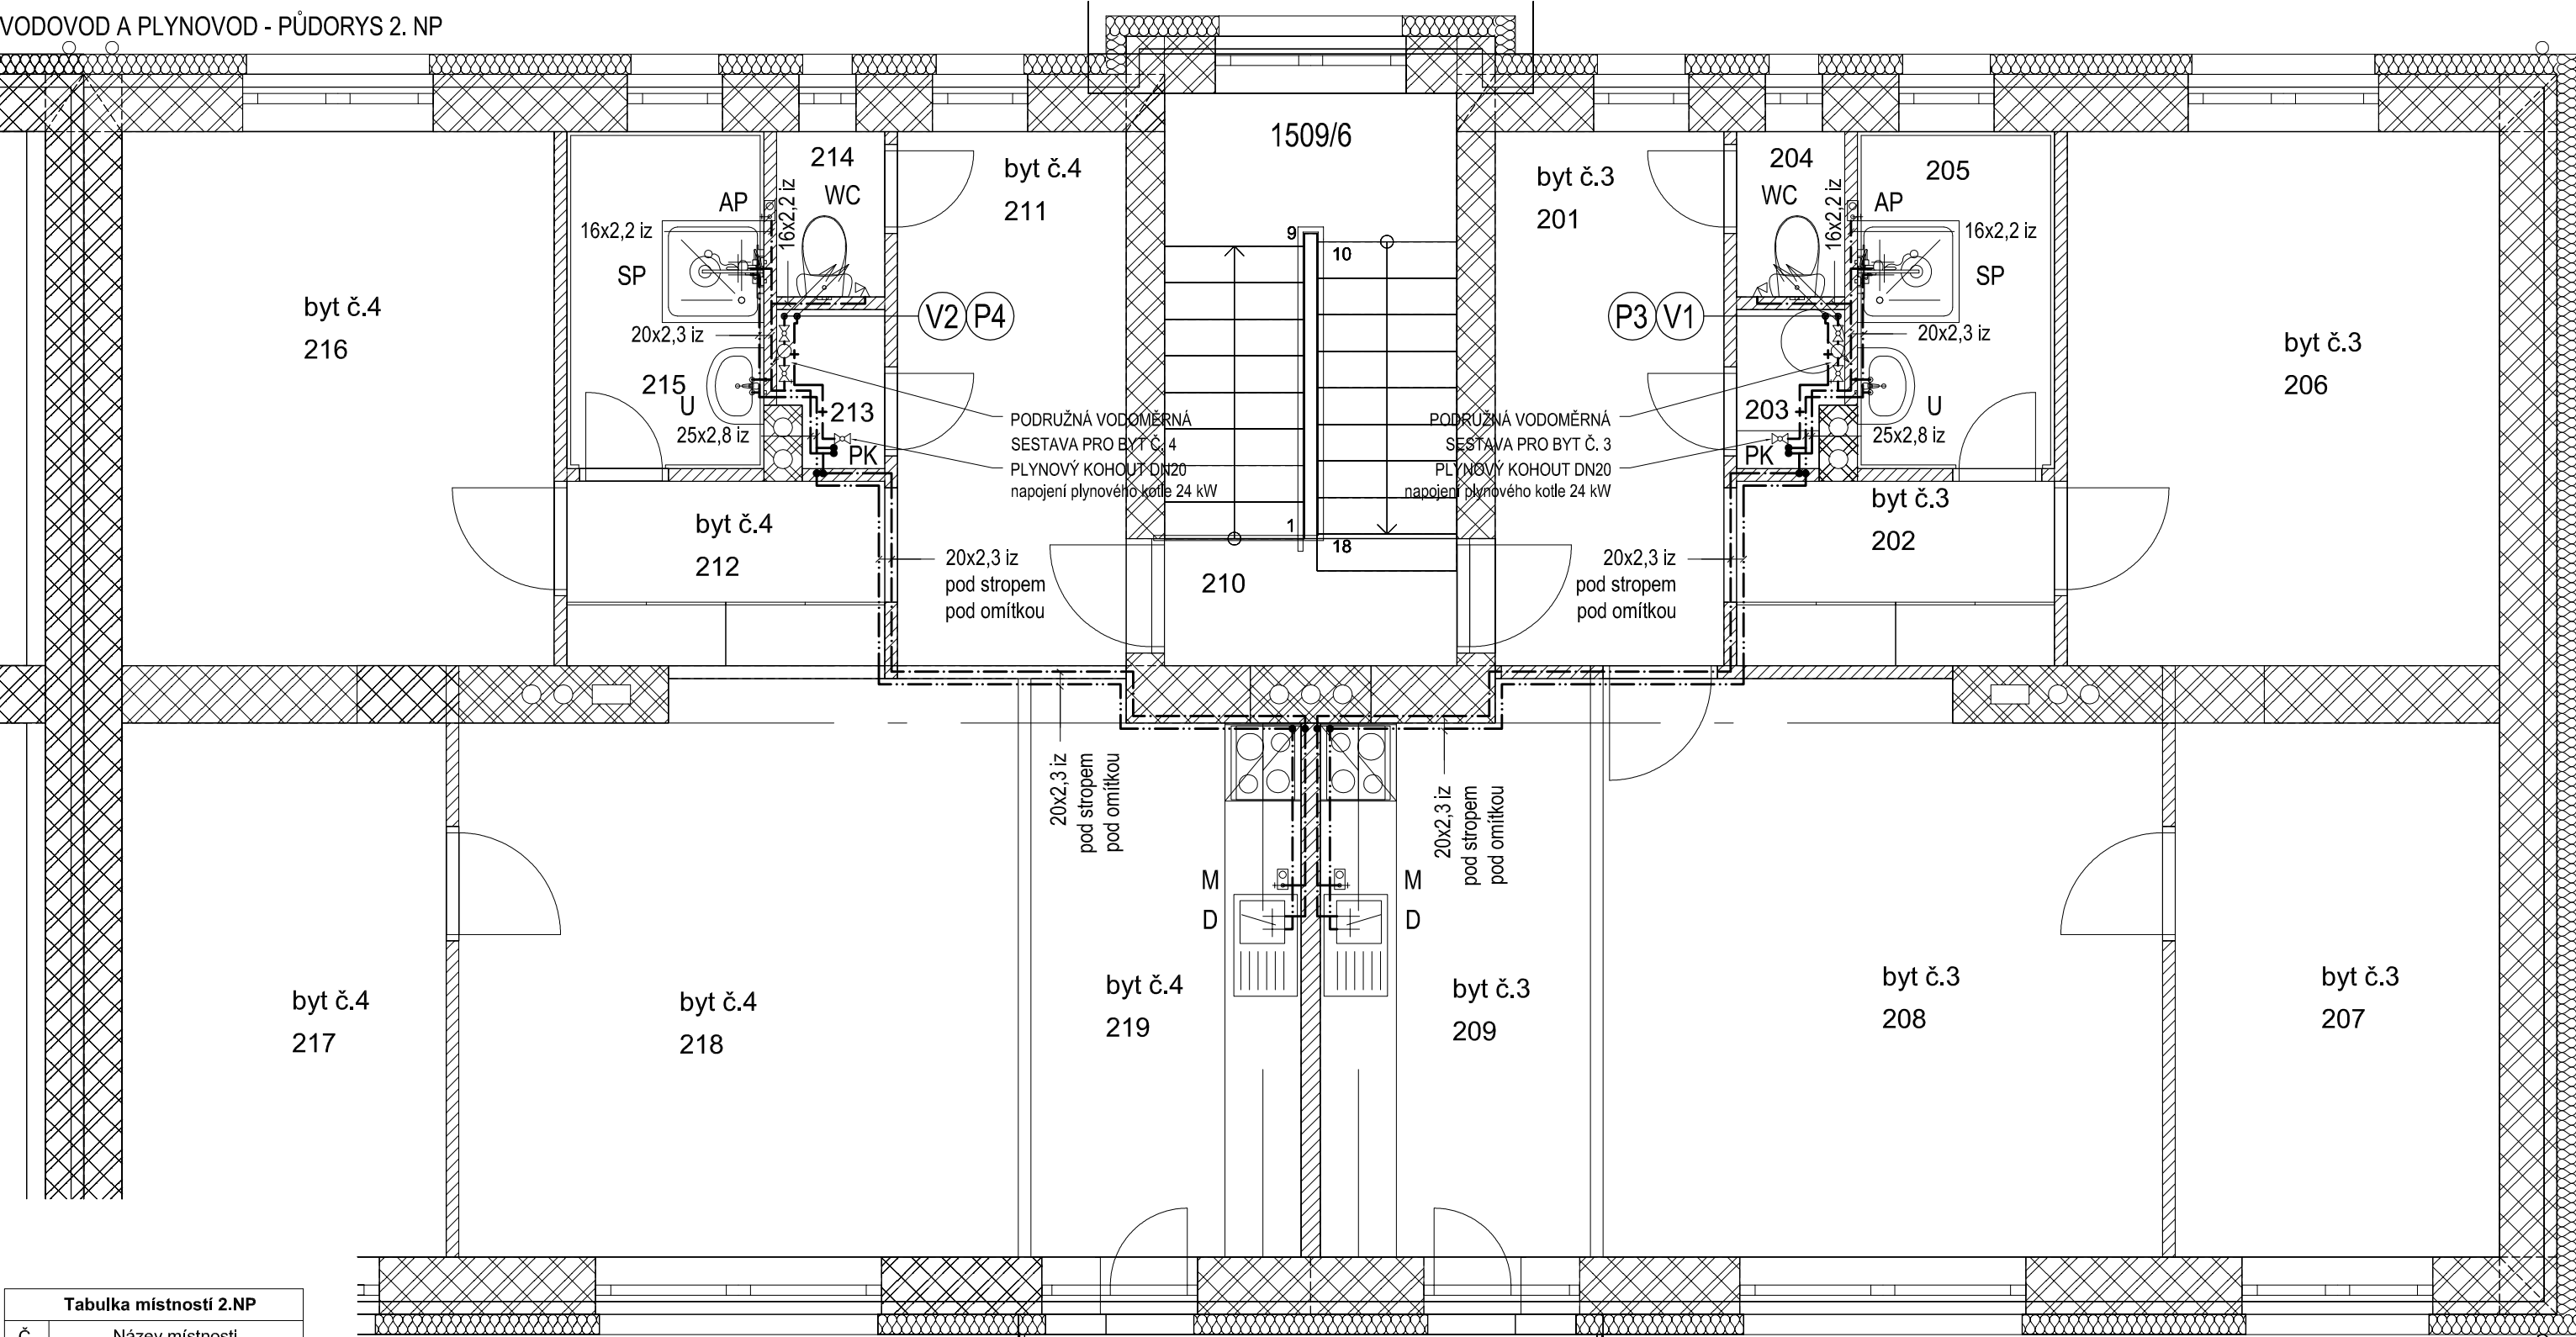 VODOVOD A PLYNOVOD - PŮDORYS 2. NP
1509/6
214
WC
AP
16x2,2 iz
16x2,2 iz
SP
20x2,3 iz
215
U
25x2,8 iz
213
PK
byt č.4
211
V2
P4
byt č.4
216
byt č.4
212
PODRUŽNÁ VODOMĚRNÁ
SESTAVA PRO BYT Č. 4
PLYNOVÝ KOHOUT DN20
napojení plynového kotle 24 kW
20x2,3 iz
pod stropem
pod omítkou
9
10
1
18
210
byt č.3
201
P3
V1
204
WC
16x2,2 iz
205
AP
16x2,2 iz
SP
20x2,3 iz
U
25x2,8 iz
203
PK
PODRUŽNÁ VODOMĚRNÁ
SESTAVA PRO BYT Č. 3
PLYNOVÝ KOHOUT DN20
napojení plynového kotle 24 kW
byt č.3
202
20x2,3 iz
pod stropem
pod omítkou
byt č.3
206
20x2,3 iz
pod stropem
pod omítkou
20x2,3 iz
pod stropem
pod omítkou
M
D
M
D
byt č.4
217
byt č.4
218
byt č.4
219
byt č.3
209
byt č.3
208
byt č.3
207
Tabulka místností 2.NP
Č.
Název místnosti